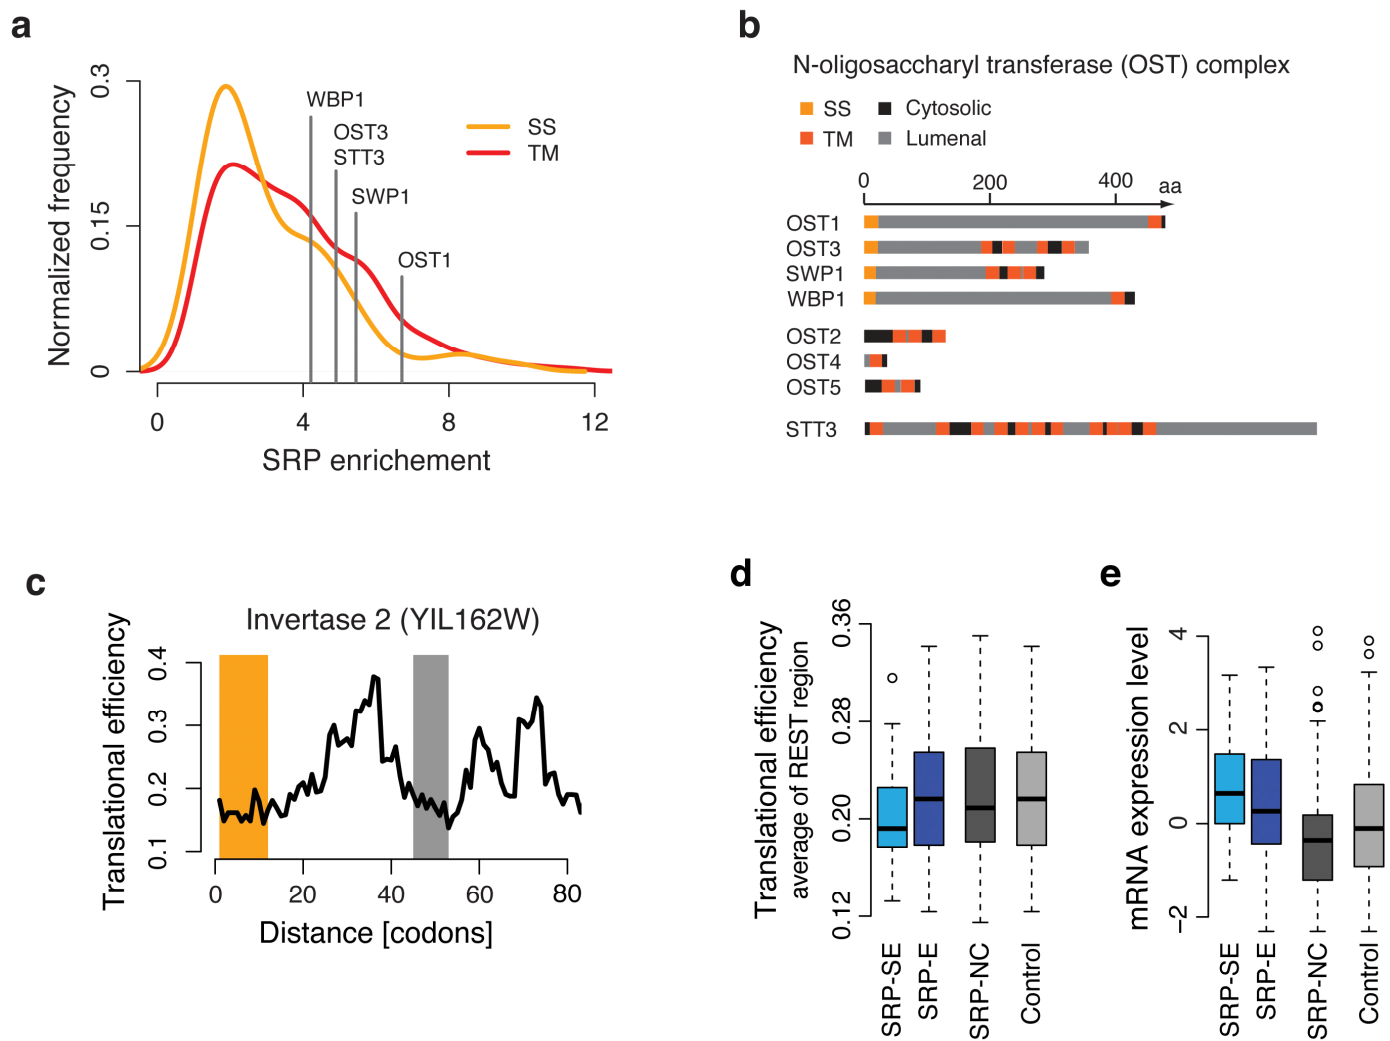 a
Normalized frequency
0.3
0.15
0
WBP1
OST3
STT3
SWP1
OST1
SS
TM
0 4 8 12
SRP enrichement
b
N-oligosaccharyl transferase (OST) complex
SS Cytosolic
TM Lumenal
0 200 400 aa
OST1
OST3
SWP1
WBP1
OST2
OST4
OST5
STT3
c
Invertase 2 (YIL162W)
Translational efficiency
0.4
0.3
0.2
0.1
0 20 40 60 80
Distance [codons]
d
Translational efficiency
average of REST region
0.36
0.28
0.20
0.12
SRP-SE
SRP-E
SRP-NC
Control
e
mRNA expression level
4
2
0
−2
SRP-SE
SRP-E
SRP-NC
Control